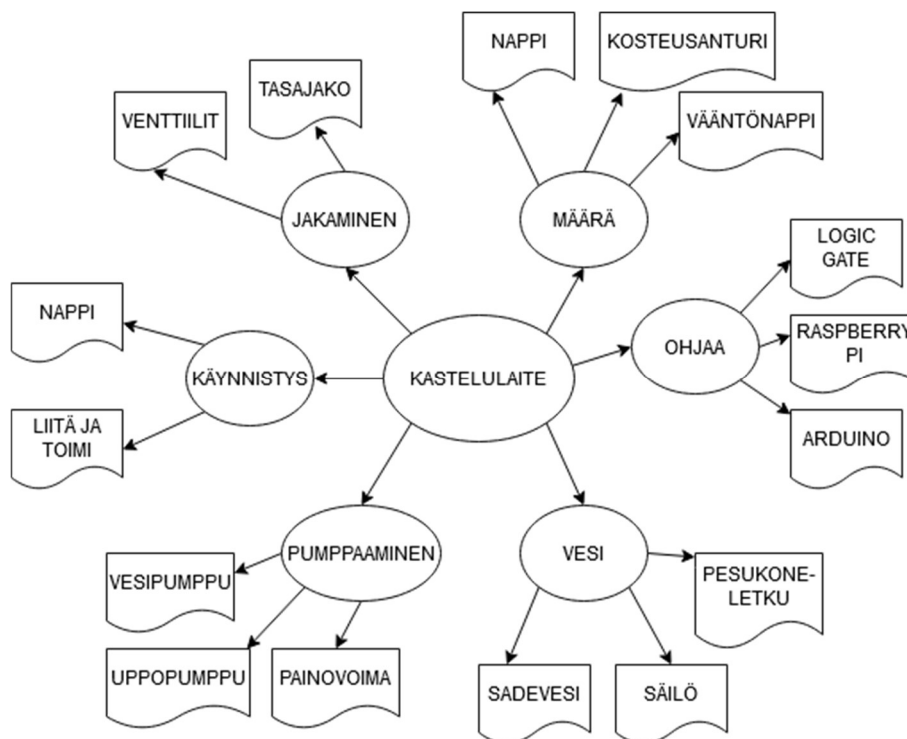 NAPPI
KOSTEUSANTURI
TASAJAKO
VENTTIILIT
VÄÄNTÖNAPPI
JAKAMINEN
MÄÄRÄ
LOGIC
GATE
NAPPI
RASPBERRY
PI
OHJAA
KÄYNNISTYS
KASTELULAITE
LIITÄ JA
TOIMI
ARDUINO
PUMPPAAMINEN
VESI
VESIPUMPPU
PESUKONE-
LETKU
UPPOPUMPPU
PAINOVOIMA
SADEVESI
SÄILÖ